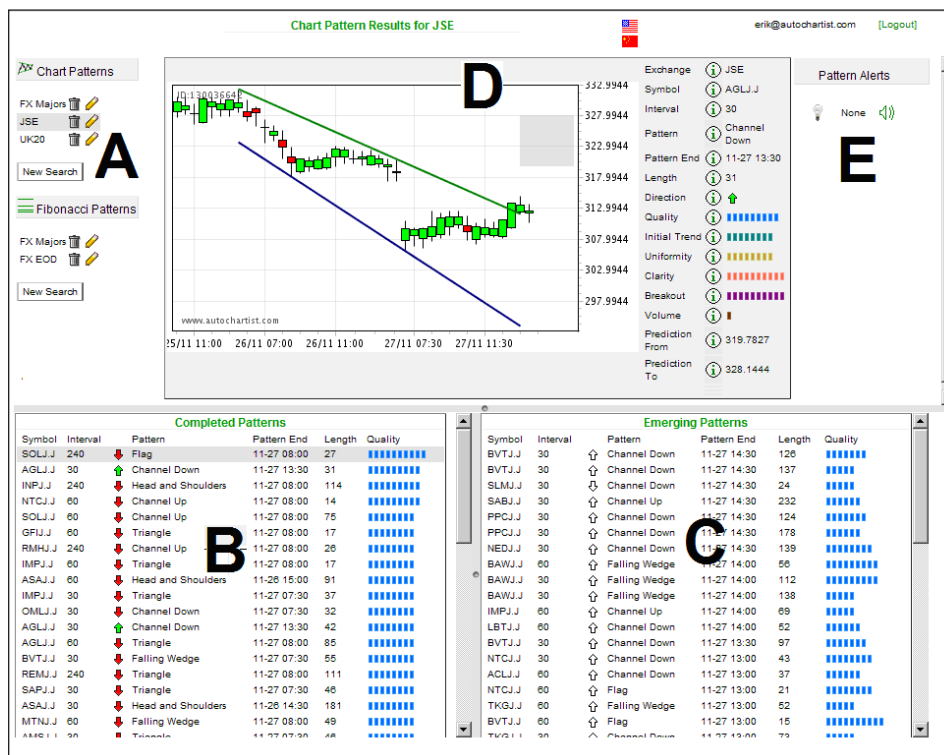 Chart Pattern Results for JSE
erik@autochartist.com [Logout]
Chart Patterns
FX Majors
JSE
UK20
New Search
A
Fibonacci Patterns
FX Majors
FX EOD
New Search
D
ID:130036642
332.9944
327.9944
322.9944
317.9944
312.9944
307.9944
302.9944
297.9944
www.autochartist.com
25/11 11:00 26/11 07:00 26/11 11:00 27/11 07:30 27/11 11:30
Exchange JSE
Symbol AGLJ.J
Interval 30
Pattern Channel Down
Pattern End 11-27 13:30
Length 31
Direction
Quality
Initial Trend
Uniformity
Clarity
Breakout
Volume
Prediction From 319.7827
Prediction To 328.1444
Pattern Alerts
None
E
Completed Patterns
Symbol Interval Pattern Pattern End Length Quality
SOLJ.J 240 Flag 11-27 08:00 27
AGLJ.J 30 Channel Down 11-27 13:30 31
INPJ.J 240 Head and Shoulders 11-27 08:00 114
NTCJ.J 60 Channel Up 11-27 08:00 14
SOLJ.J 60 Channel Up 11-27 08:00 75
GFIJ.J 60 Triangle 11-27 08:00 17
RMHJ.J 240 Channel Up 11-27 08:00 26
IMPJ.J 60 Triangle 11-27 08:00 17
ASAJ.J 60 Head and Shoulders 11-26 15:00 91
IMPJ.J 30 Triangle 11-27 07:30 37
OMLJ.J 30 Channel Down 11-27 07:30 32
AGLJ.J 30 Channel Down 11-27 13:30 42
AGLJ.J 60 Triangle 11-27 08:00 85
BVTJ.J 30 Falling Wedge 11-27 07:30 55
REMJ.J 240 Triangle 11-27 08:00 111
SAPJ.J 30 Triangle 11-27 07:30 46
ASAJ.J 30 Head and Shoulders 11-26 14:30 181
MTNJ.J 60 Falling Wedge 11-27 08:00 49
AMSJ.J 30 Triangle 11-27 07:30 46
B
Emerging Patterns
Symbol Interval Pattern Pattern End Length Quality
BVTJ.J 30 Channel Down 11-27 14:30 126
BVTJ.J 30 Channel Down 11-27 14:30 137
SLMJ.J 30 Channel Down 11-27 14:30 24
SABJ.J 30 Channel Up 11-27 14:30 232
PPCJ.J 30 Channel Down 11-27 14:30 124
PPCJ.J 30 Channel Down 11-27 14:30 178
NEDJ.J 30 Channel Down 11-27 14:30 139
BAWJ.J 60 Falling Wedge 11-27 14:00 56
BAWJ.J 30 Falling Wedge 11-27 14:00 112
BAWJ.J 30 Falling Wedge 11-27 14:00 138
IMPJ.J 60 Channel Up 11-27 14:00 69
LBTJ.J 60 Channel Down 11-27 14:00 52
BVTJ.J 30 Channel Down 11-27 13:30 97
NTCJ.J 30 Channel Down 11-27 13:00 43
ACLJ.J 30 Channel Down 11-27 13:00 37
NTCJ.J 60 Flag 11-27 13:00 21
TKGJ.J 60 Falling Wedge 11-27 13:00 52
BVTJ.J 60 Flag 11-27 13:00 15
TKGJ.J 30 Channel Down 11-27 13:00 73
C